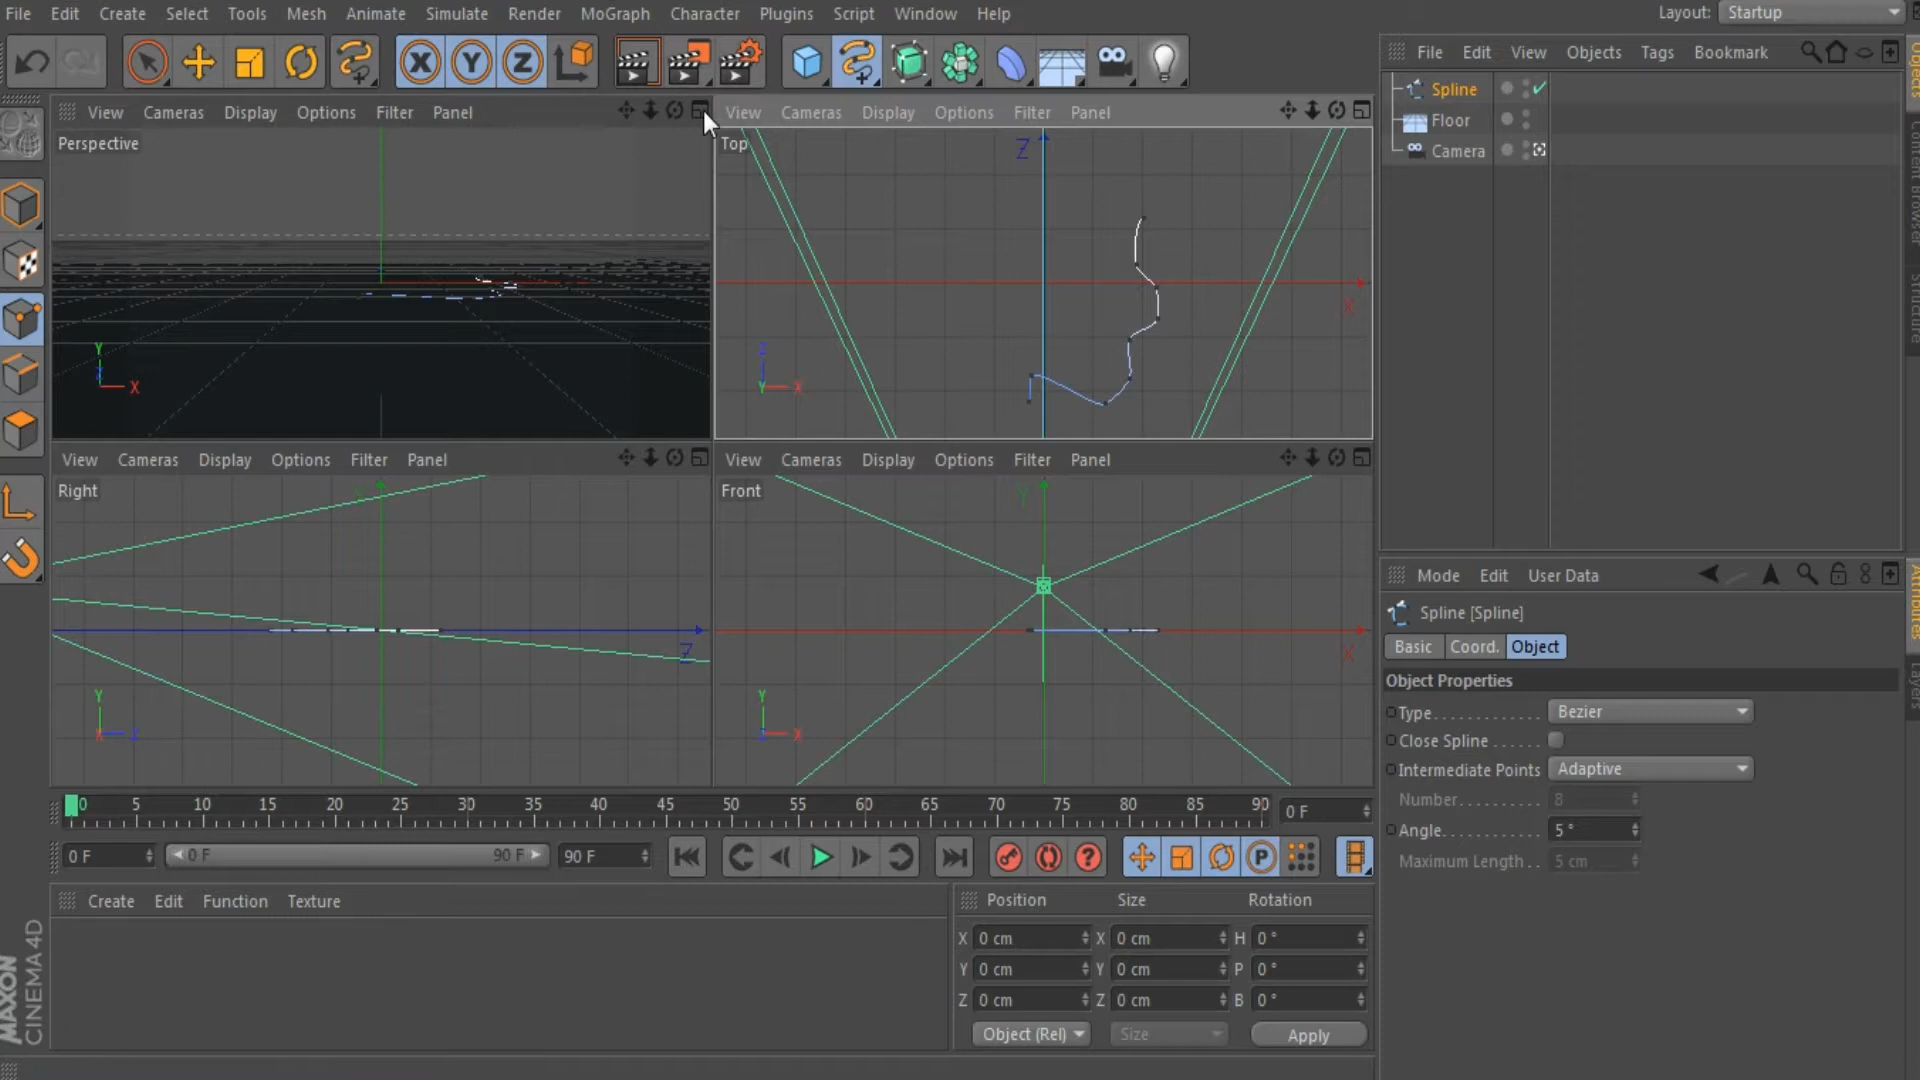 File Edit Create Select Tools Mesh Animate Simulate Render MoGraph Character Plugins Script Window Help
Layout: Startup
X Y Z
File Edit View Objects Tags Bookmark
Spline
Floor
Camera
Objects
Content Browser
Structure
View Cameras Display Options Filter Panel
Perspective
Y
Z
X
View Cameras Display Options Filter Panel
Top
Z
X
Z
Y
X
View Cameras Display Options Filter Panel
Right
Z
Y
X
Z
View Cameras Display Options Filter Panel
Front
Y
X
Y
Z
X
Mode Edit User Data
Spline [Spline]
Basic Coord. Object
Object Properties
Type Bezier
Close Spline
Intermediate Points Adaptive
Number 8
Angle 5 °
Maximum Length 5 cm
Attributes
Layers
0 5 10 15 20 25 30 35 40 45 50 55 60 65 70 75 80 85 90
0 F
0 F
0 F 90 F
90 F
?
P
Create Edit Function Texture
Position Size Rotation
X 0 cm X 0 cm H 0 °
Y 0 cm Y 0 cm P 0 °
Z 0 cm Z 0 cm B 0 °
Object (Rel) Size Apply
MAXON
CINEMA 4D